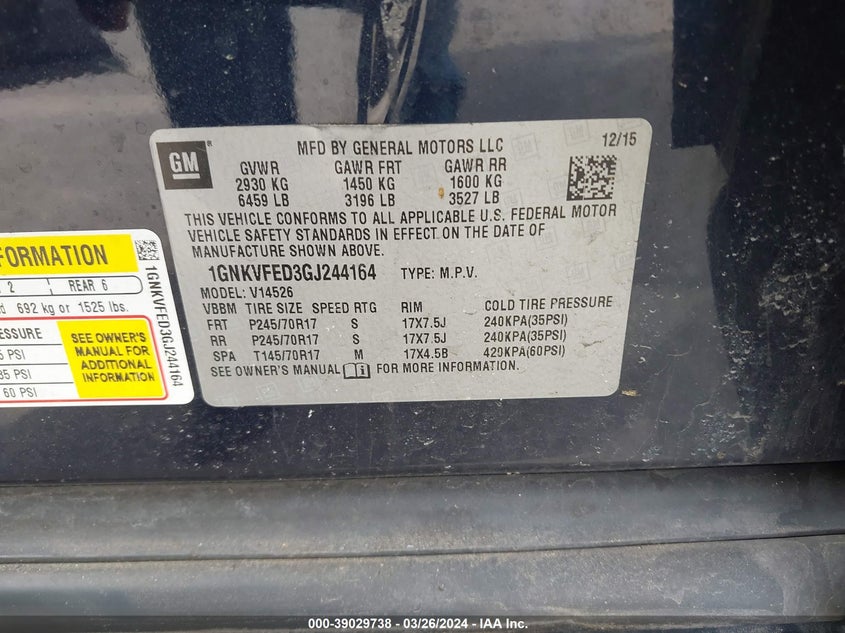 GM
MFD BY GENERAL MOTORS LLC
12/15
GVWR GAWR FRT GAWR RR
2930 KG 1450 KG 1600 KG
6459 LB 3196 LB 3527 LB
THIS VEHICLE CONFORMS TO ALL APPLICABLE U.S. FEDERAL MOTOR
VEHICLE SAFETY STANDARDS IN EFFECT ON THE DATE OF
MANUFACTURE SHOWN ABOVE.
1GNKVFED3GJ244164 TYPE: M.P.V.
MODEL: V14526
VBBM TIRE SIZE SPEED RTG RIM COLD TIRE PRESSURE
FRT P245/70R17 S 17X7.5J 240KPA(35PSI)
RR P245/70R17 S 17X7.5J 240KPA(35PSI)
SPA T145/70R17 M 17X4.5B 420KPA(60PSI)
SEE OWNER'S MANUAL FOR MORE INFORMATION.
FORMATION
2 REAR 6
692 kg or 1525 lbs.
SSURE
PSI
35 PSI
60 PSI
SEE OWNER'S
MANUAL FOR
ADDITIONAL
INFORMATION
1GNKVFED3GJ244164
000-39029738 - 03/26/2024 - IAA Inc.